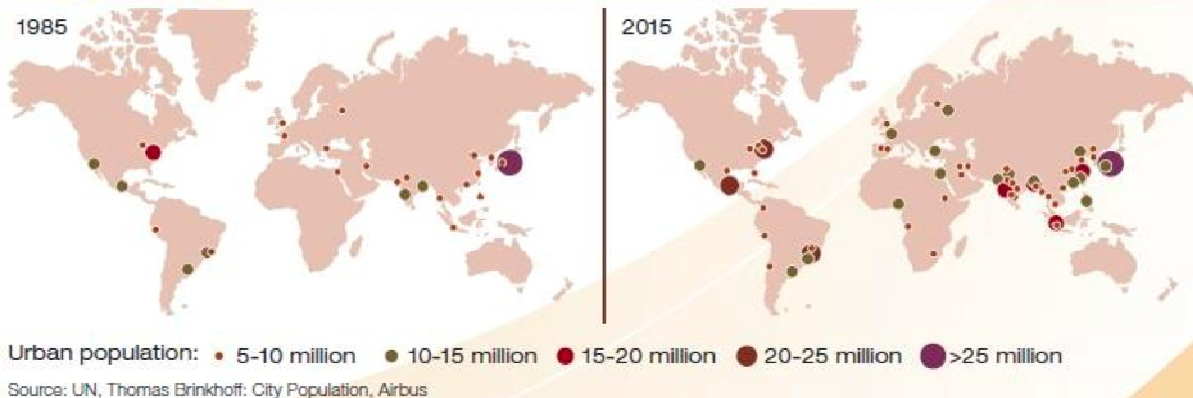 1985
2015
Urban population: 5-10 million 10-15 million 15-20 million 20-25 million >25 million
Source: UN, Thomas Brinkhoff: City Population, Airbus